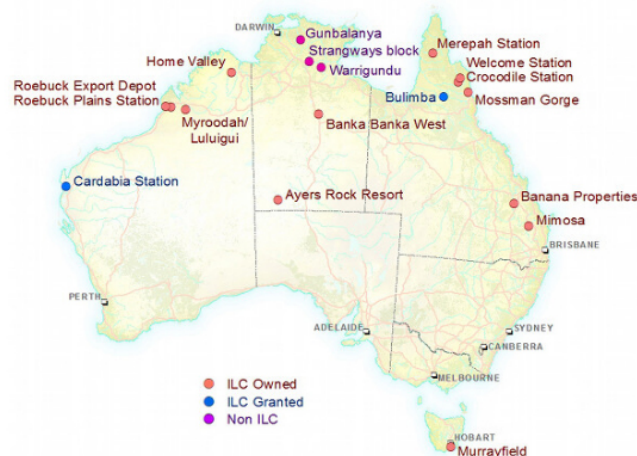 DARWIN
Gunbalanya
Strangways block
Warrigundu
Merepah Station
Welcome Station
Crocodile Station
Mossman Gorge
Bulimba
Home Valley
Roebuck Export Depot
Roebuck Plains Station
Myroodah/
Luluigui
Banka Banka West
Cardabia Station
Ayers Rock Resort
Banana Properties
Mimosa
BRISBANE
PERTH
ADELAIDE
SYDNEY
CANBERRA
MELBOURNE
ILC Owned
ILC Granted
Non ILC
HOBART
Murrayfield